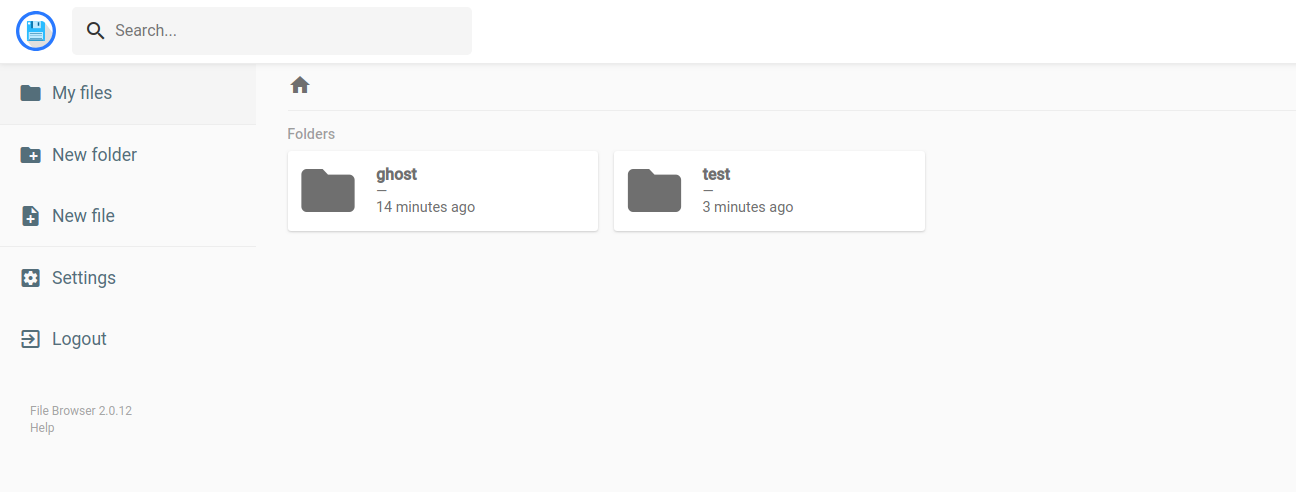 Search...
My files
New folder
New file
Settings
Logout
File Browser 2.0.12
Help
Folders
ghost
—
14 minutes ago
test
—
3 minutes ago